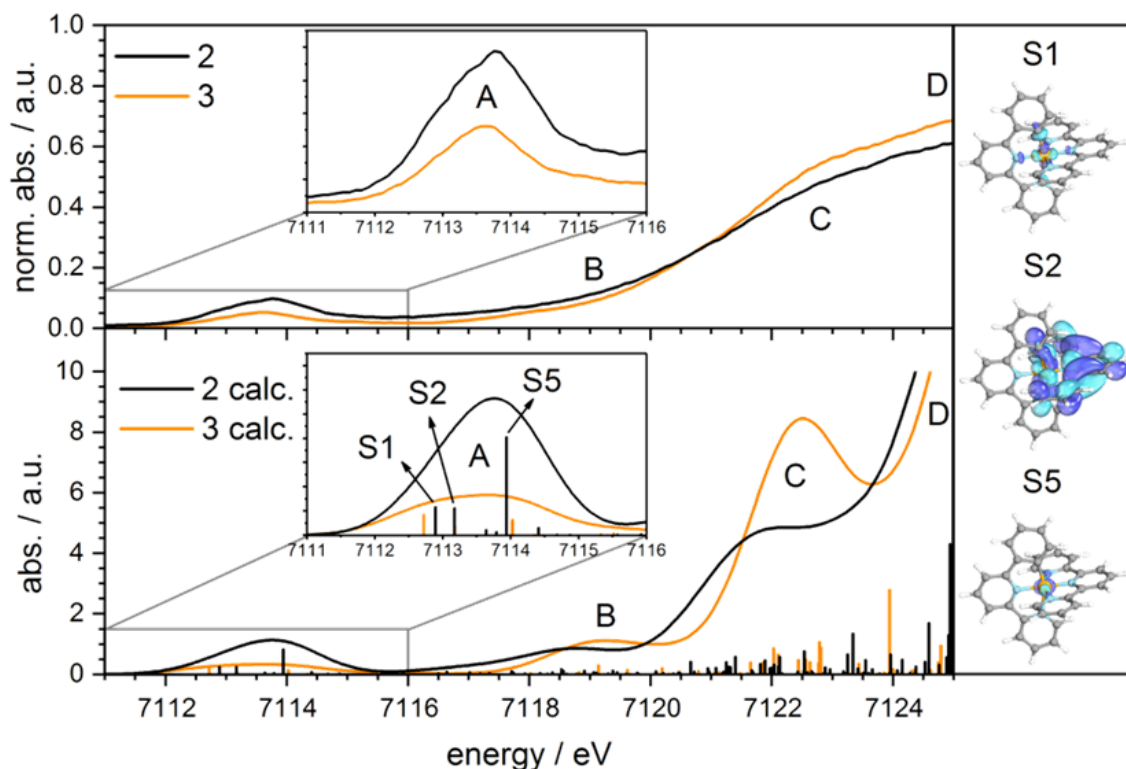 1.0
0.8
0.6
0.4
0.2
0.0
norm. abs. / a.u.
2
3
A
7111 7112 7113 7114 7115 7116
B
C
D
10
8
6
4
2
0
abs. / a.u.
2 calc.
3 calc.
S1
S2
S5
A
7111 7112 7113 7114 7115 7116
B
C
D
7112 7114 7116 7118 7120 7122 7124
energy / eV
S1
S2
S5